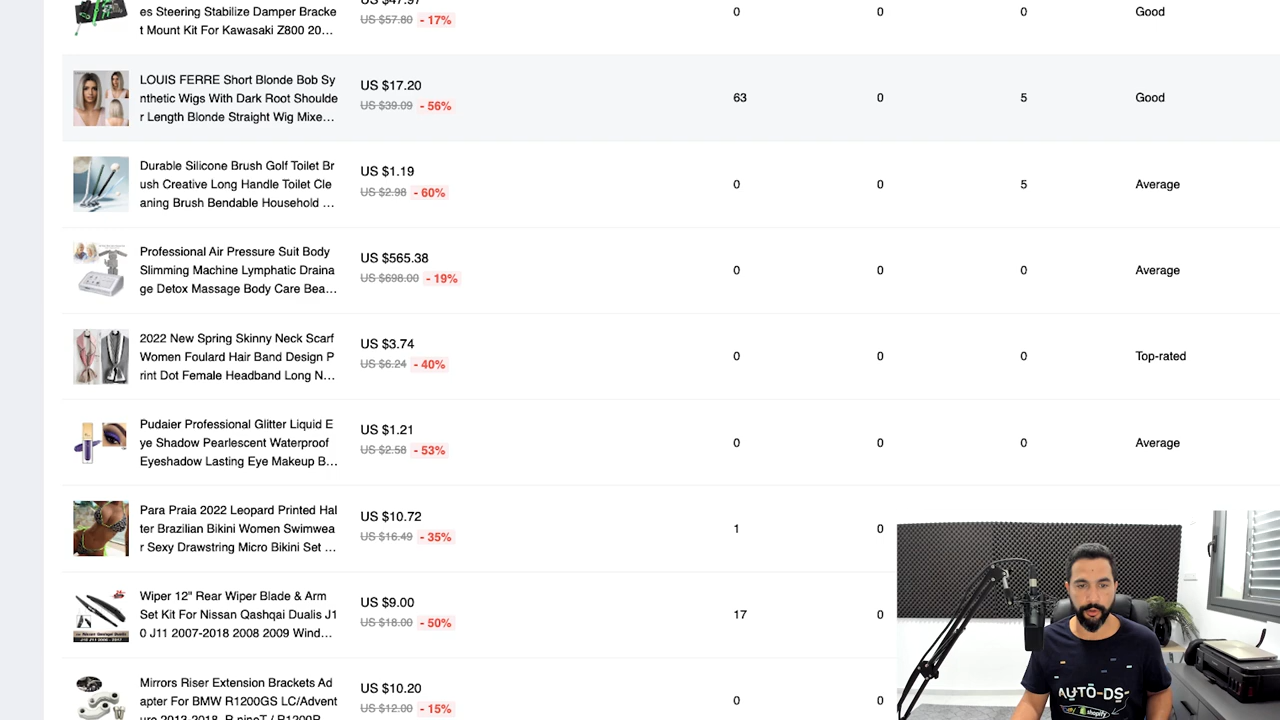 es Steering Stabilize Damper Bracke
t Mount Kit For Kawasaki Z800 20...
US $47.97
US $57.80 - 17%
0
0
0
Good
LOUIS FERRE Short Blonde Bob Sy
nthetic Wigs With Dark Root Shoulde
r Length Blonde Straight Wig Mixe...
US $17.20
US $39.09 - 56%
63
0
5
Good
Durable Silicone Brush Golf Toilet Br
ush Creative Long Handle Toilet Cle
aning Brush Bendable Household ...
US $1.19
US $2.98 - 60%
0
0
5
Average
Professional Air Pressure Suit Body
Slimming Machine Lymphatic Draina
ge Detox Massage Body Care Bea...
US $565.38
US $698.00 - 19%
0
0
0
Average
2022 New Spring Skinny Neck Scarf
Women Foulard Hair Band Design P
rint Dot Female Headband Long N...
US $3.74
US $6.24 - 40%
0
0
0
Top-rated
Pudaier Professional Glitter Liquid E
ye Shadow Pearlescent Waterproof
Eyeshadow Lasting Eye Makeup B...
US $1.21
US $2.58 - 53%
0
0
0
Average
Para Praia 2022 Leopard Printed Hal
ter Brazilian Bikini Women Swimwea
r Sexy Drawstring Micro Bikini Set ...
US $10.72
US $16.49 - 35%
1
0
Wiper 12" Rear Wiper Blade & Arm
Set Kit For Nissan Qashqai Dualis J1
0 J11 2007-2018 2008 2009 Wind...
US $9.00
US $18.00 - 50%
17
0
Mirrors Riser Extension Brackets Ad
apter For BMW R1200GS LC/Advent
ure 2013-2018, R nineT / R1200R
US $10.20
US $12.00 - 15%
0
0
AUTO-DS
shopify